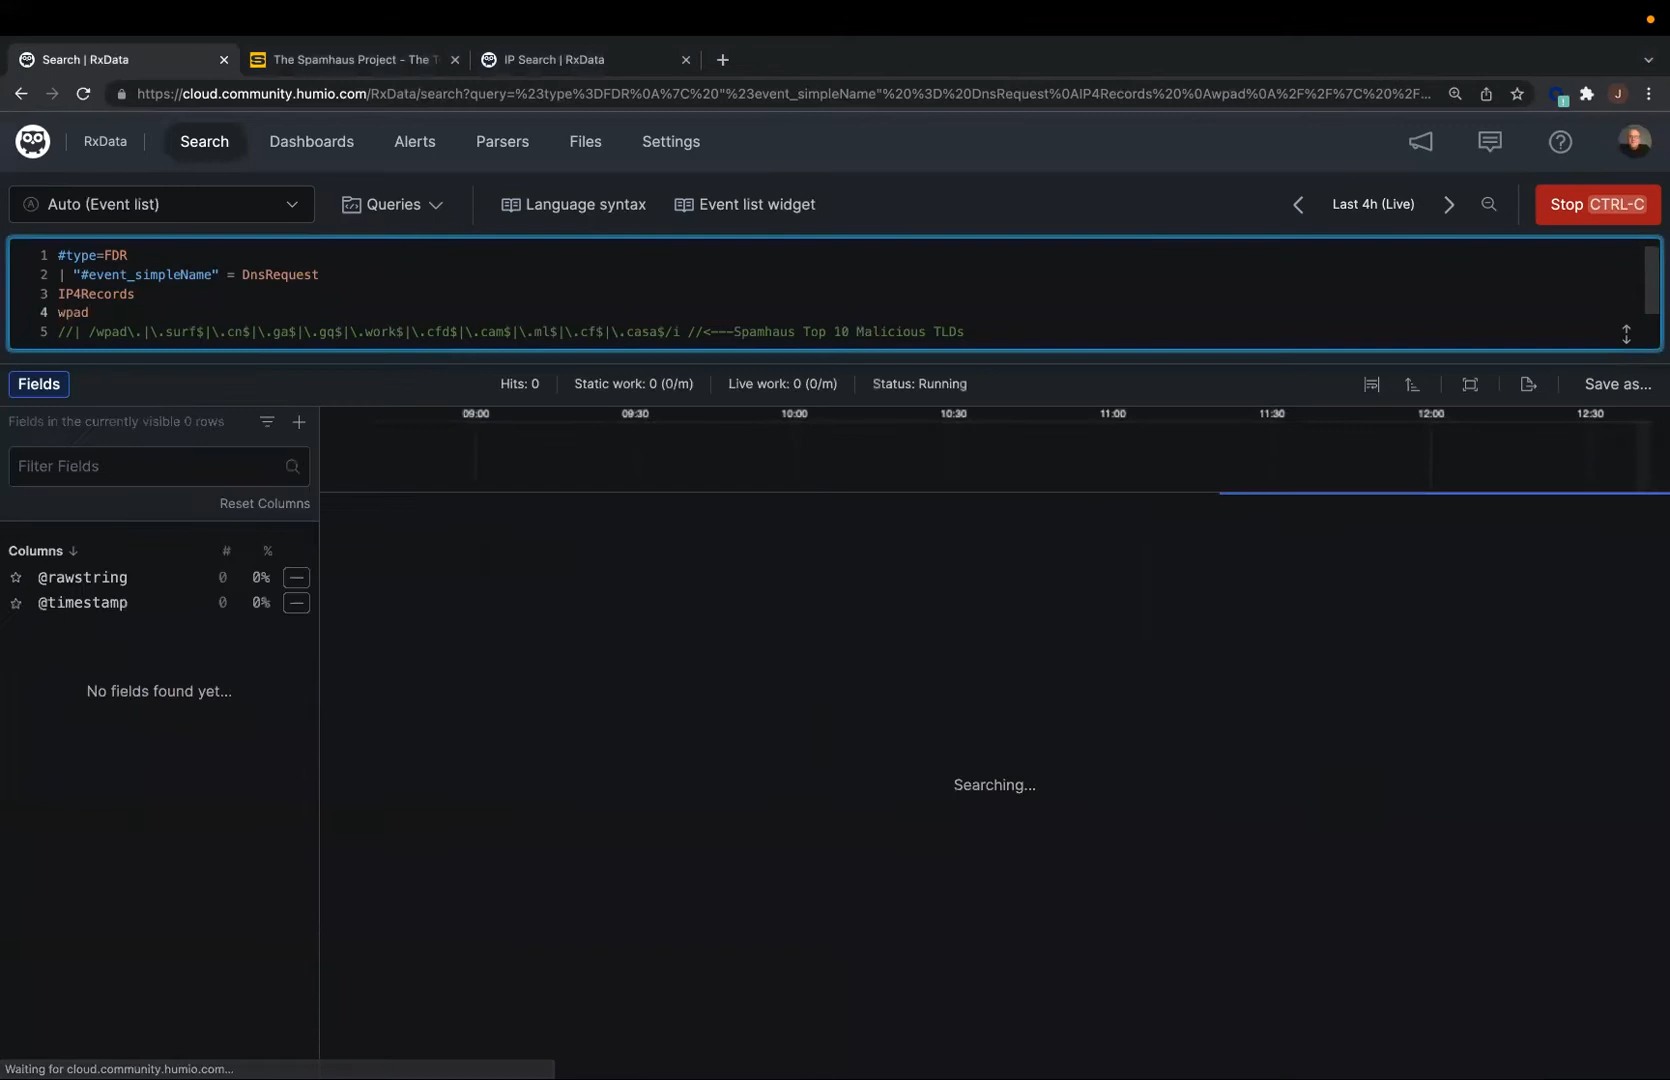 Search | RxData
The Spamhaus Project - The T
IP Search | RxData
https://cloud.community.humio.com/RxData/search?query=%23type%3DFDR%0A%7C%20"%23event_simpleName"%20%3D%20DnsRequest%0AIP4Records%20%0Awpad%0A%2F%2F%7C%20%2F...
J
RxData
Search
Dashboards
Alerts
Parsers
Files
Settings
A Auto (Event list)
Queries
Language syntax
Event list widget
Last 4h (Live)
Stop CTRL-C
1 #type=FDR
2 | "#event_simpleName" = DnsRequest
3 IP4Records
4 wpad
5 //| /wpad\.|\.surf$|\.cn$|\.ga$|\.gq$|\.work$|\.cfd$|\.cam$|\.ml$|\.cf$|\.casa$/i //<---Spamhaus Top 10 Malicious TLDs
Fields
Hits: 0
Static work: 0 (0/m)
Live work: 0 (0/m)
Status: Running
Save as...
Fields in the currently visible 0 rows
09:00 09:30 10:00 10:30 11:00 11:30 12:00 12:30
Filter Fields
Reset Columns
Columns # %
@rawstring 0 0%
@timestamp 0 0%
No fields found yet...
Searching...
Waiting for cloud.community.humio.com...